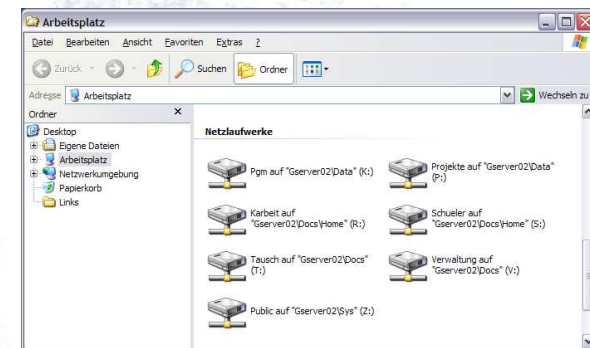 Arbeitsplatz
Datei Bearbeiten Ansicht Favoriten Extras ?
Zurück Suchen Ordner
Adresse Arbeitsplatz Wechseln zu
Ordner
Desktop
Eigene Dateien
Arbeitsplatz
Netzwerkumgebung
Papierkorb
Links
Netzlaufwerke
Pgm auf "Gserver02\Data" (K:)
Projekte auf "Gserver02\Data"
(P:)
Karbeit auf
"Gserver02\Docs\Home" (R:)
Schueler auf
"Gserver02\Docs\Home" (S:)
Tausch auf "Gserver02\Docs"
(T:)
Verwaltung auf
"Gserver02\Docs" (V:)
Public auf "Gserver02\Sys" (Z:)